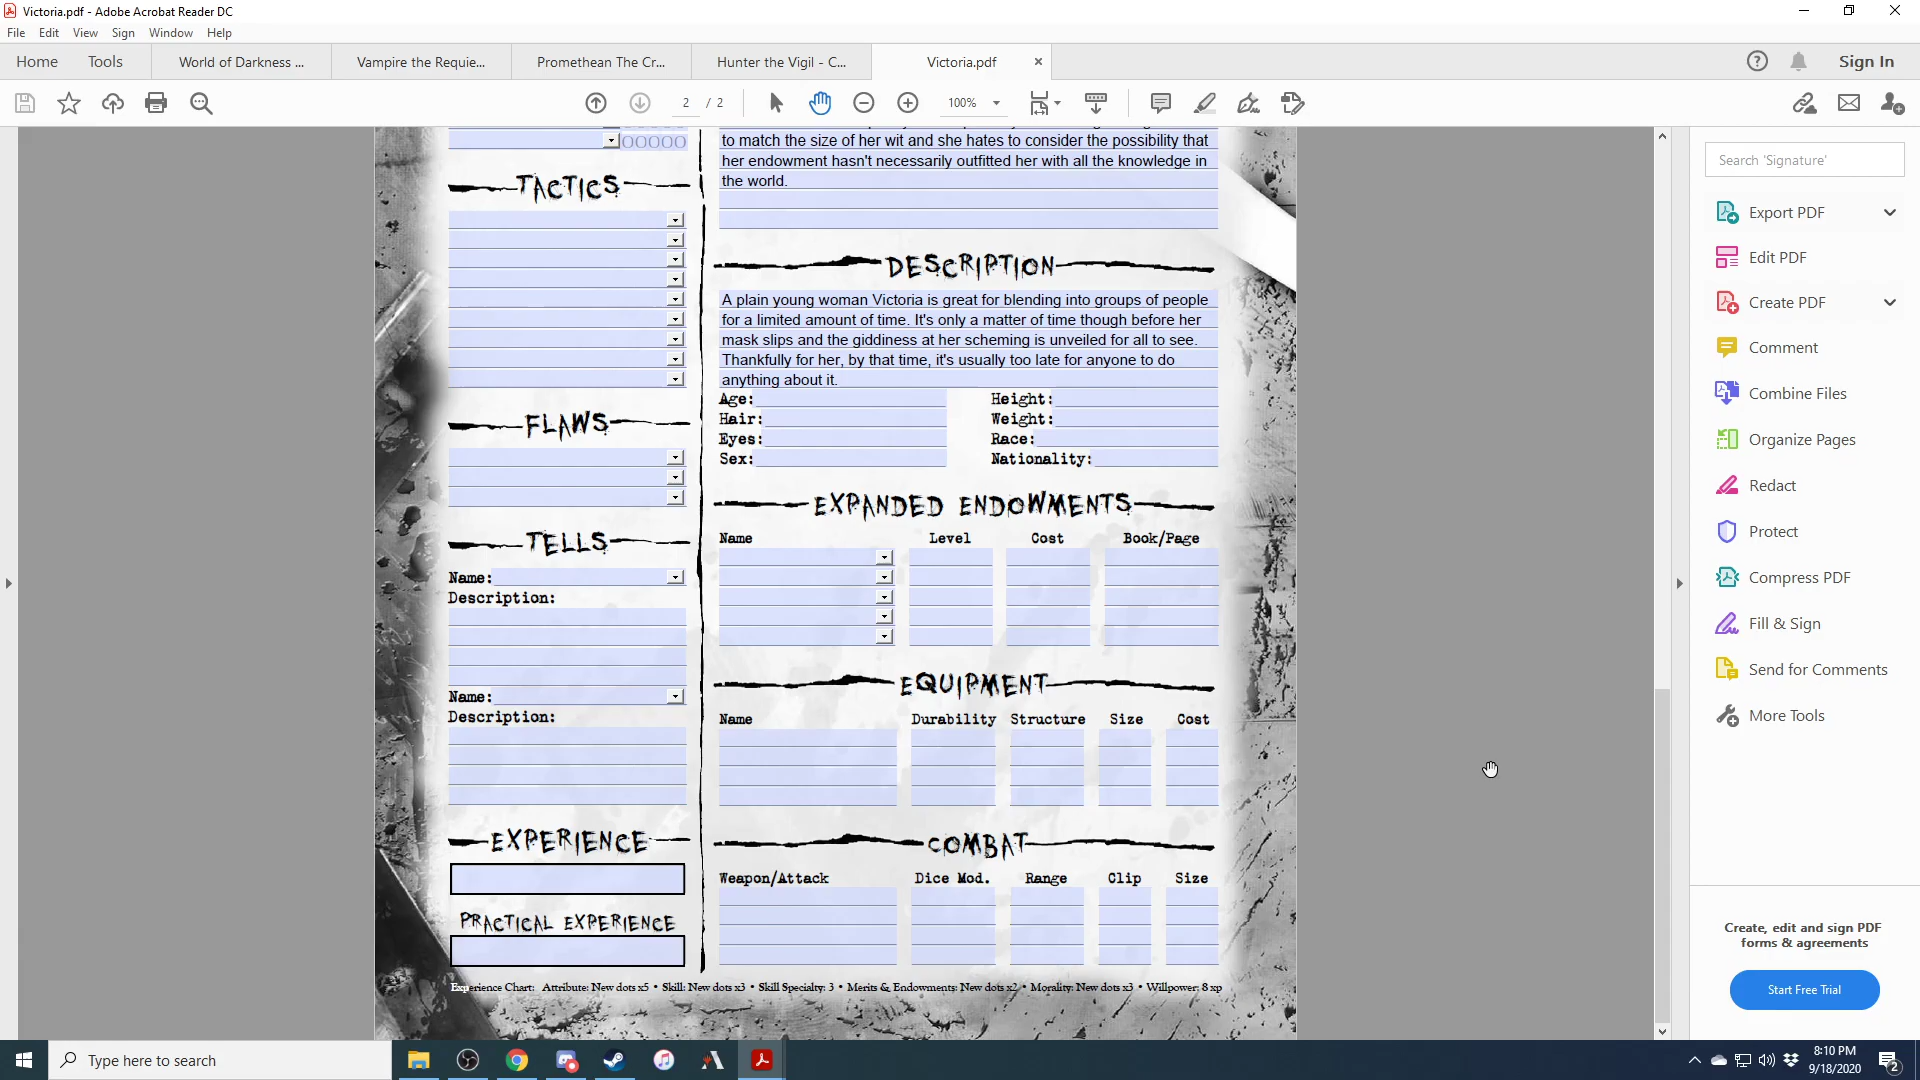 Victoria.pdf - Adobe Acrobat Reader DC
File Edit View Sign Window Help
Home Tools World of Darkness ... Vampire the Requie... Promethean The Cr... Hunter the Vigil - C... Victoria.pdf × Sign In
2 / 2 100%
to match the size of her wit and she hates to consider the possibility that
her endowment hasn't necessarily outfitted her with all the knowledge in
the world.
TACTICS
FLAWS
TELLS
Name:
Description:
Name:
Description:
EXPERIENCE
PRACTICAL EXPERIENCE
DESCRIPTION
A plain young woman Victoria is great for blending into groups of people
for a limited amount of time. It's only a matter of time though before her
mask slips and the giddiness at her scheming is unveiled for all to see.
Thankfully for her, by that time, it's usually too late for anyone to do
anything about it.
Age: Height:
Hair: Weight:
Eyes: Race:
Sex: Nationality:
EXPANDED ENDOWMENTS
Name Level Cost Book/Page
EQUIPMENT
Name Durability Structure Size Cost
COMBAT
Weapon/Attack Dice Mod. Range Clip Size
Experience Chart: Attribute: New dots x5 • Skill: New dots x3 • Skill Specialty: 3 • Merits & Endowments: New dots x2 • Morality: New dots x3 • Willpower: 8 xp
Search 'Signature'
Export PDF
Edit PDF
Create PDF
Comment
Combine Files
Organize Pages
Redact
Protect
Compress PDF
Fill & Sign
Send for Comments
More Tools
Create, edit and sign PDF
forms & agreements
Start Free Trial
Type here to search
8:10 PM
9/18/2020
2